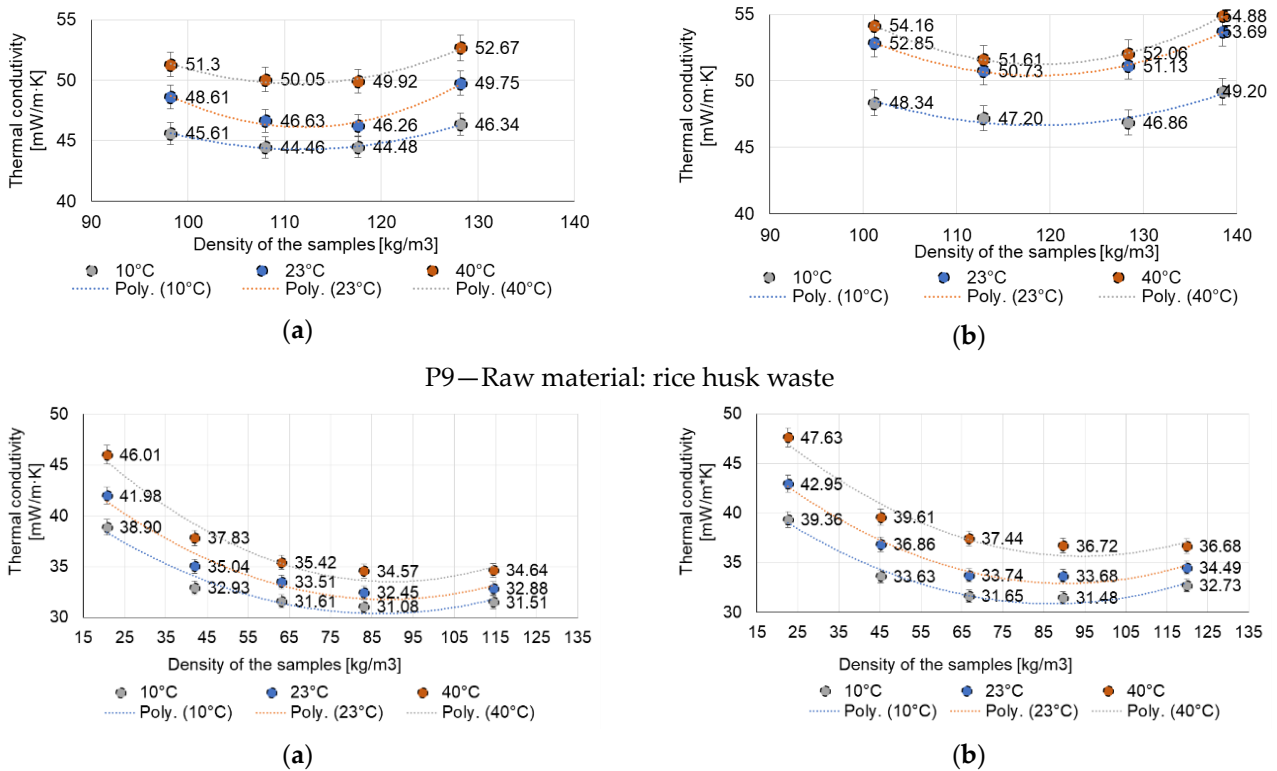 Thermal condutivity
[mW/m·K]
55
50
45
40
51.3
50.05
49.92
52.67
48.61
46.63
46.26
49.75
45.61
44.46
44.48
46.34
90
100
110
120
130
140
Density of the samples [kg/m3]
10°C
23°C
40°C
Poly. (10°C)
Poly. (23°C)
Poly. (40°C)
(a)
Thermal condutivity
[mW/m·K]
55
50
45
40
54.16
51.61
52.06
54.88
52.85
50.73
51.13
53.69
48.34
47.20
46.86
49.20
90
100
110
120
130
140
Density of the samples [kg/m3]
10°C
23°C
40°C
Poly. (10°C)
Poly. (23°C)
Poly. (40°C)
(b)
P9—Raw material: rice husk waste
Thermal condutivity
[mW/m·K]
50
45
40
35
30
46.01
37.83
35.42
34.57
34.64
41.98
35.04
33.51
32.45
32.88
38.90
32.93
31.61
31.08
31.51
15
25
35
45
55
65
75
85
95
105
115
125
135
Density of the samples [kg/m3]
10°C
23°C
40°C
Poly. (10°C)
Poly. (23°C)
Poly. (40°C)
(a)
Thermal condutivity
[mW/m*K]
50
45
40
35
30
47.63
39.61
37.44
36.72
36.68
42.95
36.86
33.74
33.68
34.49
39.36
33.63
31.65
31.48
32.73
15
25
35
45
55
65
75
85
95
105
115
125
135
Density of the samples [kg/m3]
10°C
23°C
40°C
Poly. (10°C)
Poly. (23°C)
Poly. (40°C)
(b)